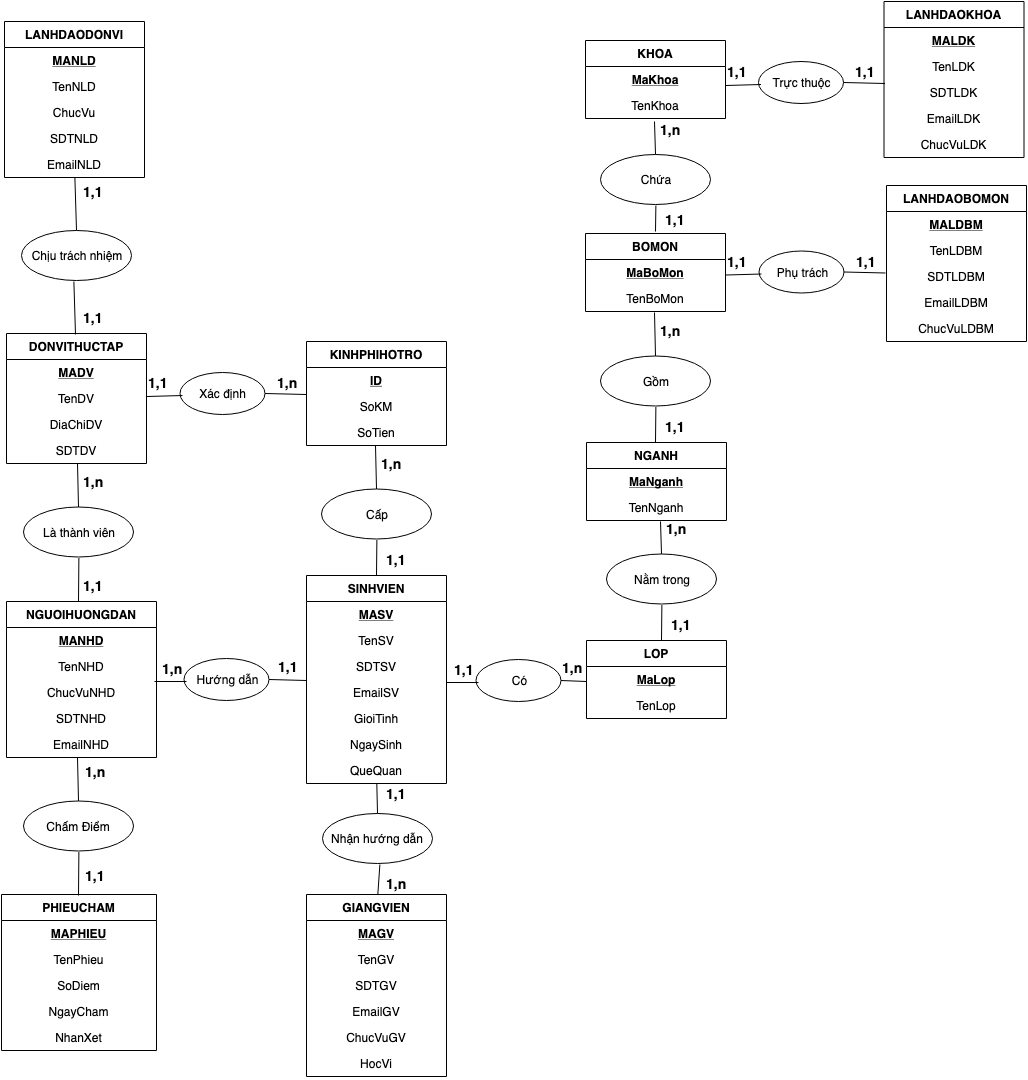 LANHDAODONVI
MANLD
TenNLD
ChucVu
SDTNLD
EmailNLD
1,1
Chịu trách nhiệm
1,1
DONVITHUCTAP
MADV
TenDV
DiaChiDV
SDTDV
1,1
Xác định
1,n
KINHPHIHOTRO
ID
SoKM
SoTien
1,n
Là thành viên
1,1
1,n
Cấp
1,1
NGUOIHUONGDAN
MANHD
TenNHD
ChucVuNHD
SDTNHD
EmailNHD
1,n
Hướng dẫn
1,1
SINHVIEN
MASV
TenSV
SDTSV
EmailSV
GioiTinh
NgaySinh
QueQuan
1,1
Có
1,n
1,n
Chấm Điểm
1,1
PHIEUCHAM
MAPHIEU
TenPhieu
SoDiem
NgayCham
NhanXet
1,1
Nhận hướng dẫn
1,n
GIANGVIEN
MAGV
TenGV
SDTGV
EmailGV
ChucVuGV
HocVi
KHOA
MaKhoa
TenKhoa
1,1
Trực thuộc
1,1
LANHDAOKHOA
MALDK
TenLDK
SDTLDK
EmailLDK
ChucVuLDK
1,n
Chứa
1,1
BOMON
MaBoMon
TenBoMon
1,1
Phụ trách
1,1
LANHDAOBOMON
MALDBM
TenLDBM
SDTLDBM
EmailLDBM
ChucVuLDBM
1,n
Gồm
1,1
NGANH
MaNganh
TenNganh
1,n
Nằm trong
1,1
LOP
MaLop
TenLop